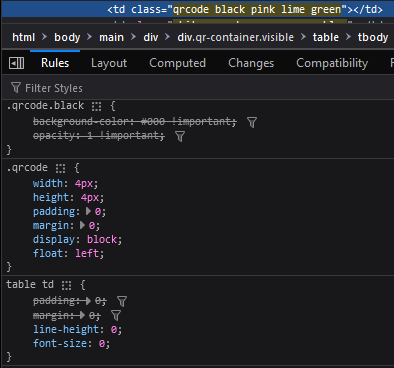 <td class="qrcode black pink lime green"></td>
html body main div div.qr-container.visible table tbody
Rules Layout Computed Changes Compatibility
Filter Styles
.qrcode.black {
background-color: #000 !important;
opacity: 1 !important;
}
.qrcode {
width: 4px;
height: 4px;
padding: 0;
margin: 0;
display: block;
float: left;
}
table td {
padding: 0;
margin: 0;
line-height: 0;
font-size: 0;
}